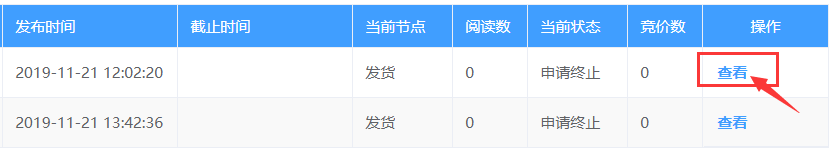 发布时间 截止时间 当前节点 阅读数 当前状态 竞价数 操作
2019-11-21 12:02:20 发货 0 申请终止 0 查看
2019-11-21 13:42:36 发货 0 申请终止 0 查看